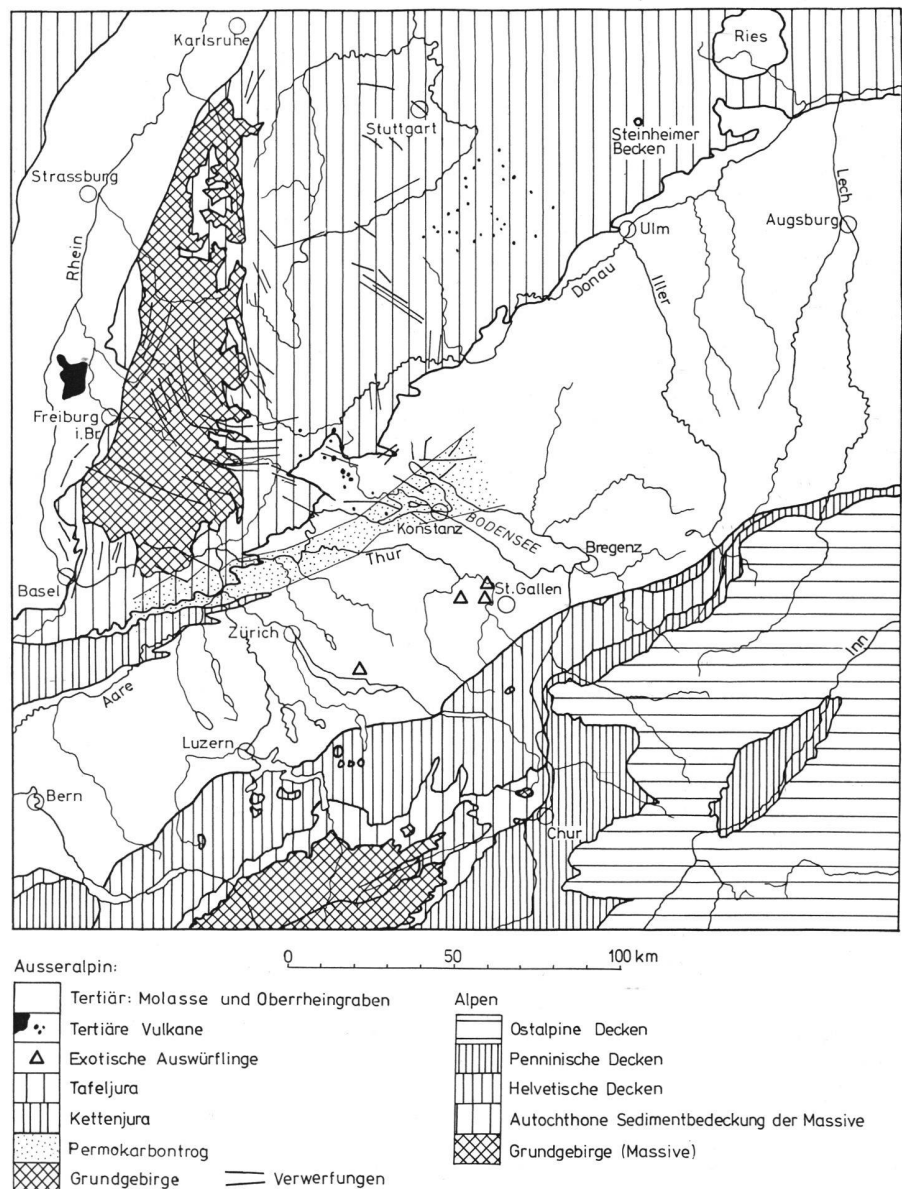 Karlsruhe
Ries
Stuttgart
Steinheimer
Becken
Strassburg
Rhein
Lech
Ulm
Augsburg
Donau
Iller
Freiburg
i.Br.
Konstanz
BODENSEE
Thur
Bregenz
Basel
St.Gallen
Zürich
Inn
Aare
Luzern
Bern
Chur
0 50 100 km
Ausseralpin:
Tertiär: Molasse und Oberrheingraben
Tertiäre Vulkane
Exotische Auswürflinge
Tafeljura
Kettenjura
Permokarbontrog
Grundgebirge
Verwerfungen
Alpen
Ostalpine Decken
Penninische Decken
Helvetische Decken
Autochthone Sedimentbedeckung der Massive
Grundgebirge (Massive)